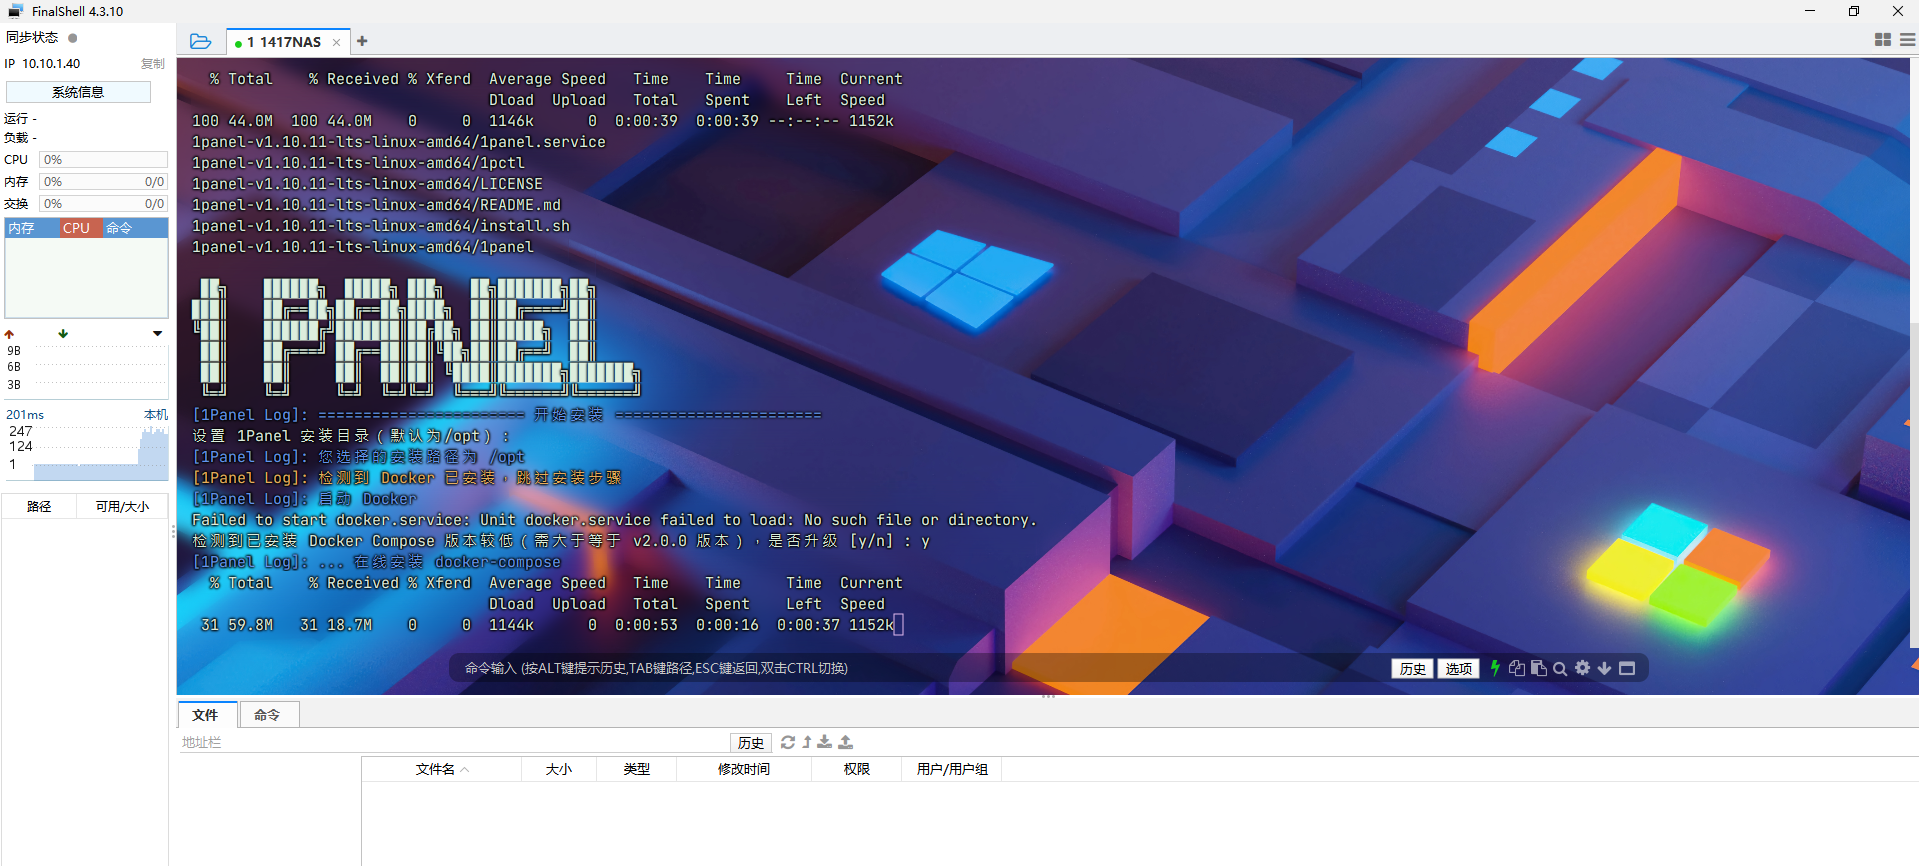 FinalShell 4.3.10
同步状态
IP 10.10.1.40 复制
系统信息
运行 -
负载 -
CPU 0%
内存 0% 0/0
交换 0% 0/0
内存 CPU 命令
9B
6B
3B
201ms 本机
247
124
1
路径 可用/大小
1 1417NAS
% Total % Received % Xferd Average Speed Time Time Time Current
Dload Upload Total Spent Left Speed
100 44.0M 100 44.0M 0 0 1146k 0 0:00:39 0:00:39 --:--:-- 1152k
1panel-v1.10.11-lts-linux-amd64/1panel.service
1panel-v1.10.11-lts-linux-amd64/1pctl
1panel-v1.10.11-lts-linux-amd64/LICENSE
1panel-v1.10.11-lts-linux-amd64/README.md
1panel-v1.10.11-lts-linux-amd64/install.sh
1panel-v1.10.11-lts-linux-amd64/1panel
1 PANEL
[1Panel Log]: ======================= 开始安装 =======================
设置 1Panel 安装目录（默认为/opt）：
[1Panel Log]: 您选择的安装路径为 /opt
[1Panel Log]: 检测到 Docker 已安装，跳过安装步骤
[1Panel Log]: 启动 Docker
Failed to start docker.service: Unit docker.service failed to load: No such file or directory.
检测到已安装 Docker Compose 版本较低（需大于等于 v2.0.0 版本），是否升级 [y/n] : y
[1Panel Log]: ... 在线安装 docker-compose
% Total % Received % Xferd Average Speed Time Time Time Current
Dload Upload Total Spent Left Speed
31 59.8M 31 18.7M 0 0 1144k 0 0:00:53 0:00:16 0:00:37 1152k
命令输入 (按ALT键提示历史,TAB键路径,ESC键返回,双击CTRL切换) 历史 选项
文件 命令
地址栏 历史
文件名 大小 类型 修改时间 权限 用户/用户组